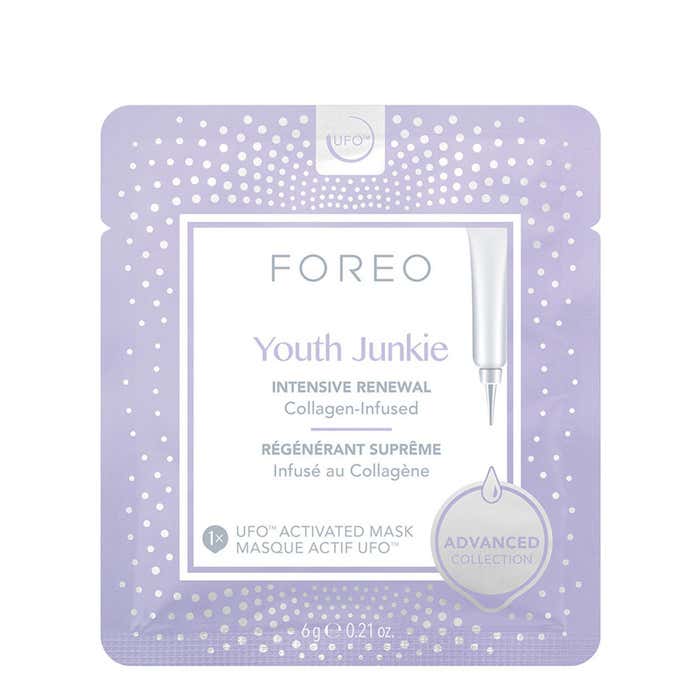 UFO™
FOREO
Youth Junkie
INTENSIVE RENEWAL
Collagen-Infused
RÉGÉNÉRANT SUPRÊME
Infusé au Collagène
1x UFO™ ACTIVATED MASK
MASQUE ACTIF UFO™
ADVANCED
COLLECTION
6g ℮ 0.21 oz.